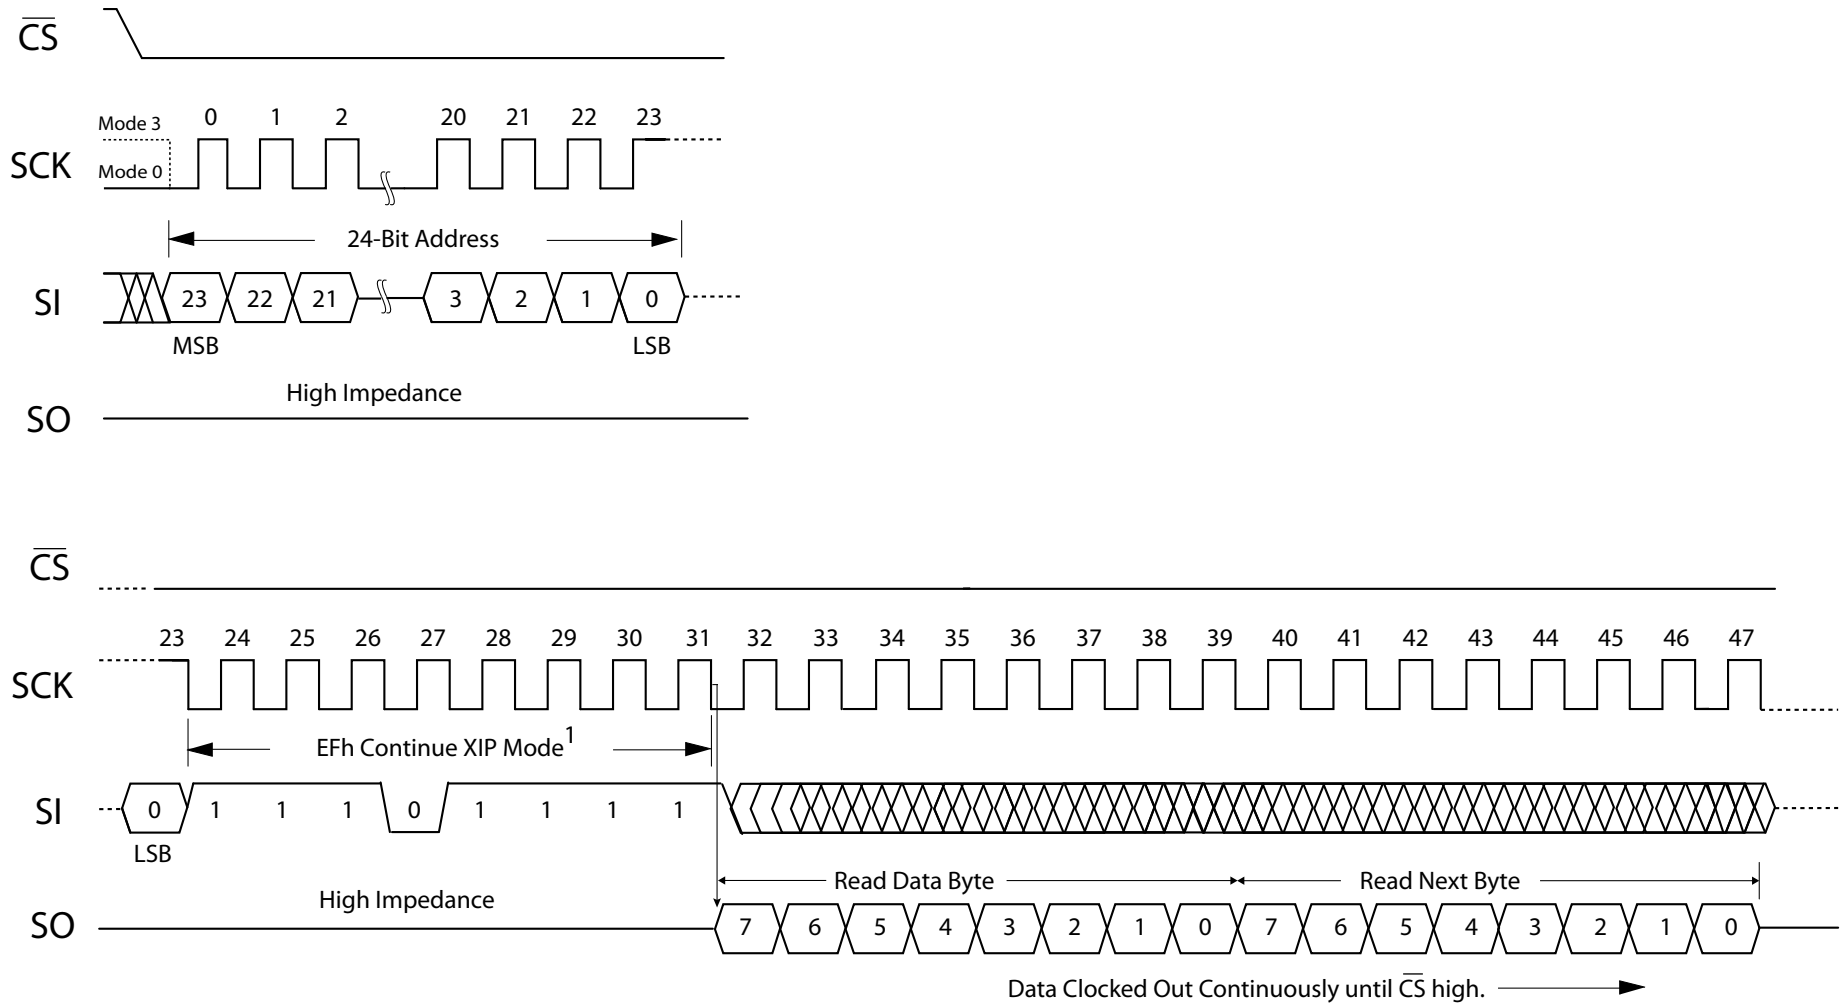 CS
Mode 3
0 1 2 20 21 22 23
SCK
Mode 0
24-Bit Address
SI
23 22 21 3 2 1 0
MSB LSB
High Impedance
SO
CS
23 24 25 26 27 28 29 30 31 32 33 34 35 36 37 38 39 40 41 42 43 44 45 46 47
SCK
EFh Continue XIP Mode1
SI
0 1 1 1 0 1 1 1 1
LSB
Read Data Byte Read Next Byte
High Impedance
SO
7 6 5 4 3 2 1 0 7 6 5 4 3 2 1 0
Data Clocked Out Continuously until CS high.